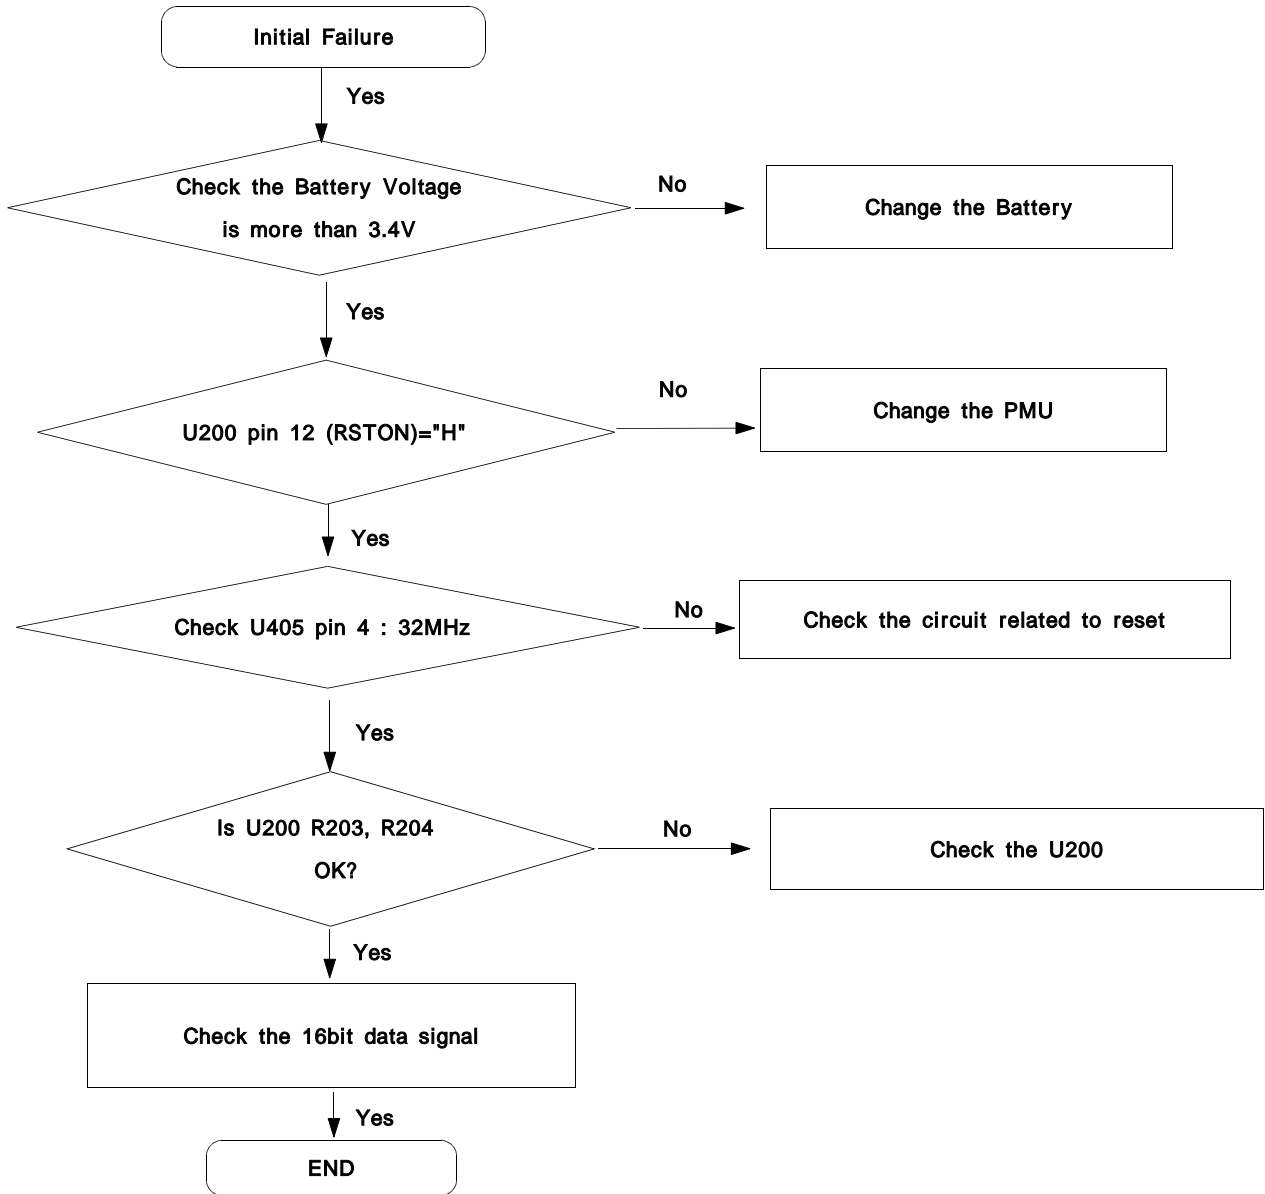 Initial Failure
Yes
Check the Battery Voltage
is more than 3.4V
No
Change the Battery
Yes
U200 pin 12 (RSTON)="H"
No
Change the PMU
Yes
Check U405 pin 4 : 32MHz
No
Check the circuit related to reset
Yes
Is U200 R203, R204
OK?
No
Check the U200
Yes
Check the 16bit data signal
Yes
END